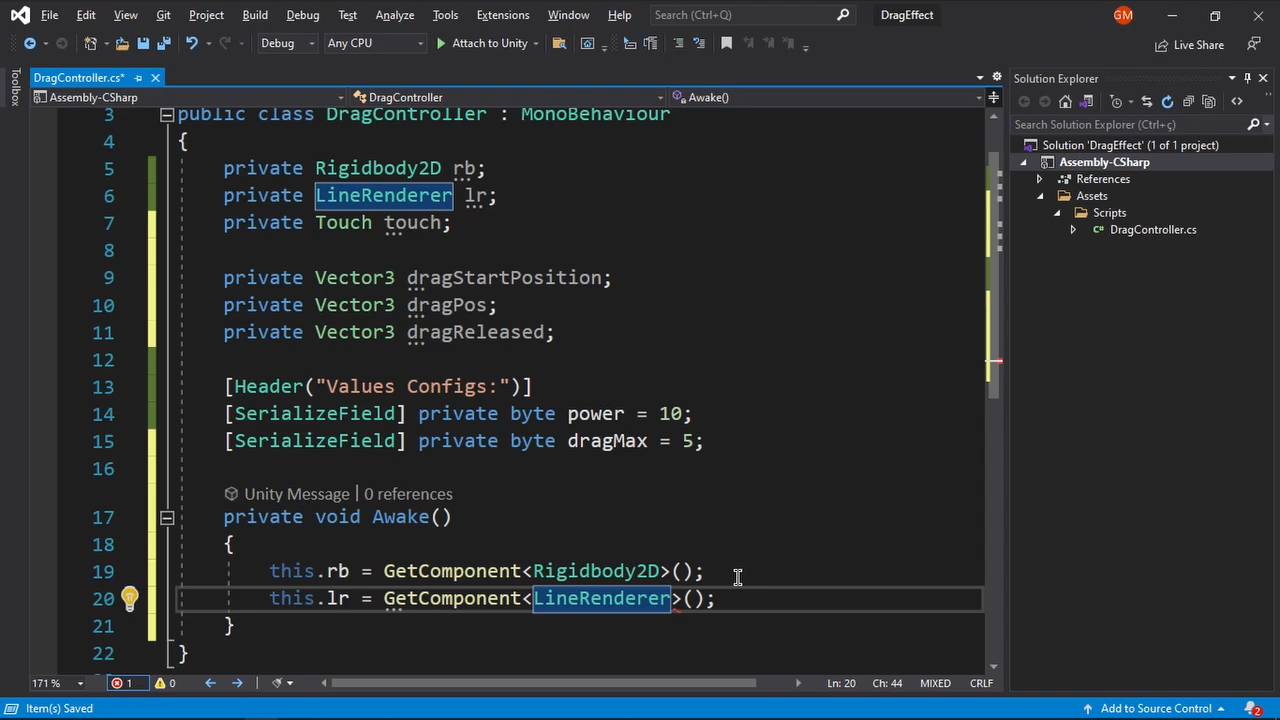 File Edit View Git Project Build Debug Test Analyze Tools Extensions Window Help Search (Ctrl+Q) DragEffect GM
Debug Any CPU Attach to Unity Live Share
Toolbox
DragController.cs*
Assembly-CSharp DragController Awake()
3 public class DragController : MonoBehaviour
4 {
5 private Rigidbody2D rb;
6 private LineRenderer lr;
7 private Touch touch;
8
9 private Vector3 dragStartPosition;
10 private Vector3 dragPos;
11 private Vector3 dragReleased;
12
13 [Header("Values Configs:")]
14 [SerializeField] private byte power = 10;
15 [SerializeField] private byte dragMax = 5;
16
Unity Message | 0 references
17 private void Awake()
18 {
19 this.rb = GetComponent<Rigidbody2D>();
20 this.lr = GetComponent<LineRenderer>();
21 }
22 }
171 % 1 0 Ln: 20 Ch: 44 MIXED CRLF
Solution Explorer
Search Solution Explorer (Ctrl+ç)
Solution 'DragEffect' (1 of 1 project)
Assembly-CSharp
References
Assets
Scripts
C# DragController.cs
Item(s) Saved Add to Source Control 2